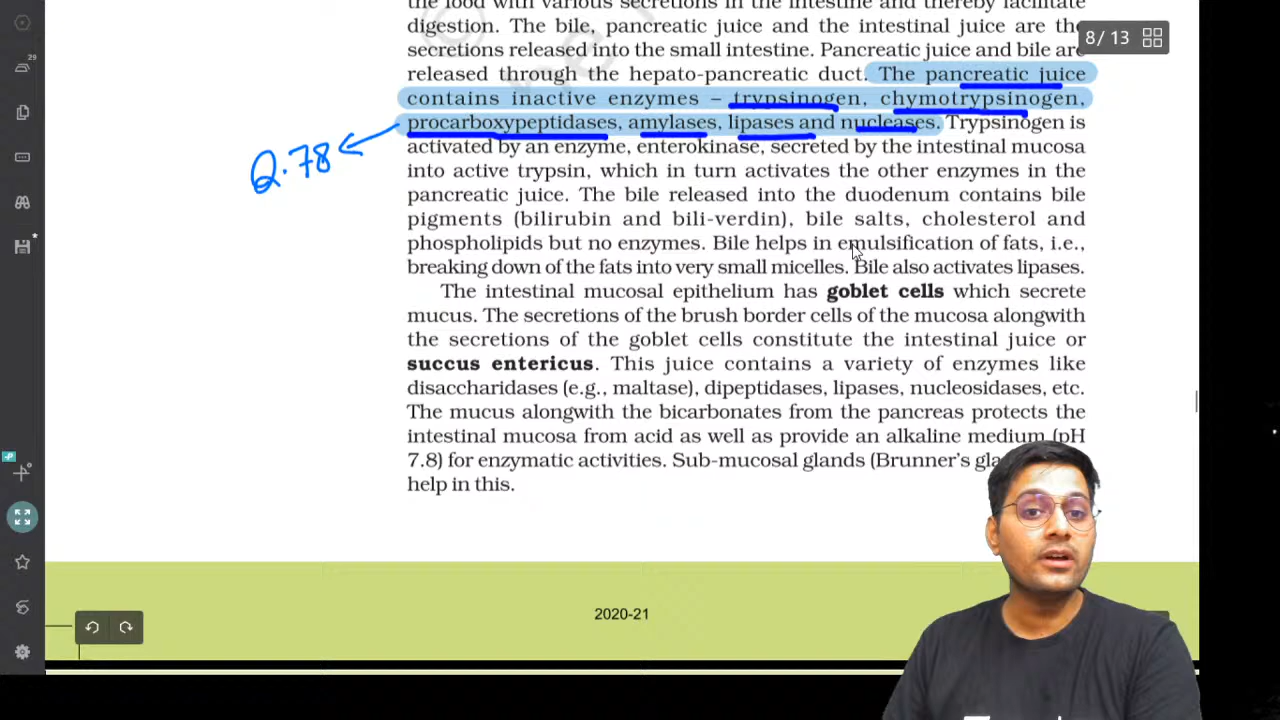 the food with various secretions in the intestine and thereby facilitate
digestion. The bile, pancreatic juice and the intestinal juice are the
secretions released into the small intestine. Pancreatic juice and bile are
released through the hepato-pancreatic duct. The pancreatic juice
contains inactive enzymes – trypsinogen, chymotrypsinogen,
procarboxypeptidases, amylases, lipases and nucleases. Trypsinogen is
activated by an enzyme, enterokinase, secreted by the intestinal mucosa
into active trypsin, which in turn activates the other enzymes in the
pancreatic juice. The bile released into the duodenum contains bile
pigments (bilirubin and bili-verdin), bile salts, cholesterol and
phospholipids but no enzymes. Bile helps in emulsification of fats, i.e.,
breaking down of the fats into very small micelles. Bile also activates lipases.
The intestinal mucosal epithelium has goblet cells which secrete
mucus. The secretions of the brush border cells of the mucosa alongwith
the secretions of the goblet cells constitute the intestinal juice or
succus entericus. This juice contains a variety of enzymes like
disaccharidases (e.g., maltase), dipeptidases, lipases, nucleosidases, etc.
The mucus alongwith the bicarbonates from the pancreas protects the
intestinal mucosa from acid as well as provide an alkaline medium (pH
7.8) for enzymatic activities. Sub-mucosal glands (Brunner's
help in this.
2020-21
Q.78
8 / 13
29